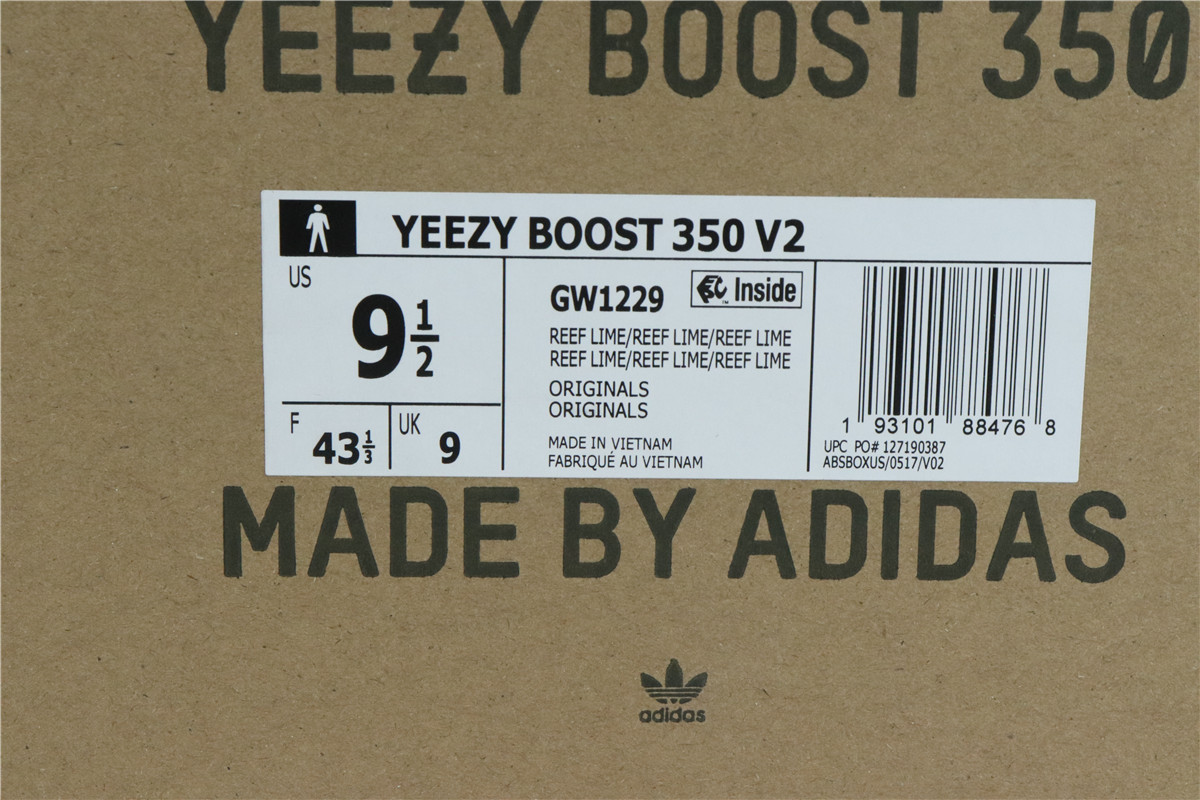 YEEZY BOOST 350
YEEZY BOOST 350 V2
US
9 1/2
F
43 1/3
UK
9
GW1229
Inside
REEF LIME/REEF LIME/REEF LIME
REEF LIME/REEF LIME/REEF LIME
ORIGINALS
ORIGINALS
MADE IN VIETNAM
FABRIQUÉ AU VIETNAM
1 93101 88476 8
UPC PO# 127190387
ABSBOXUS/0517/V02
MADE BY ADIDAS
adidas